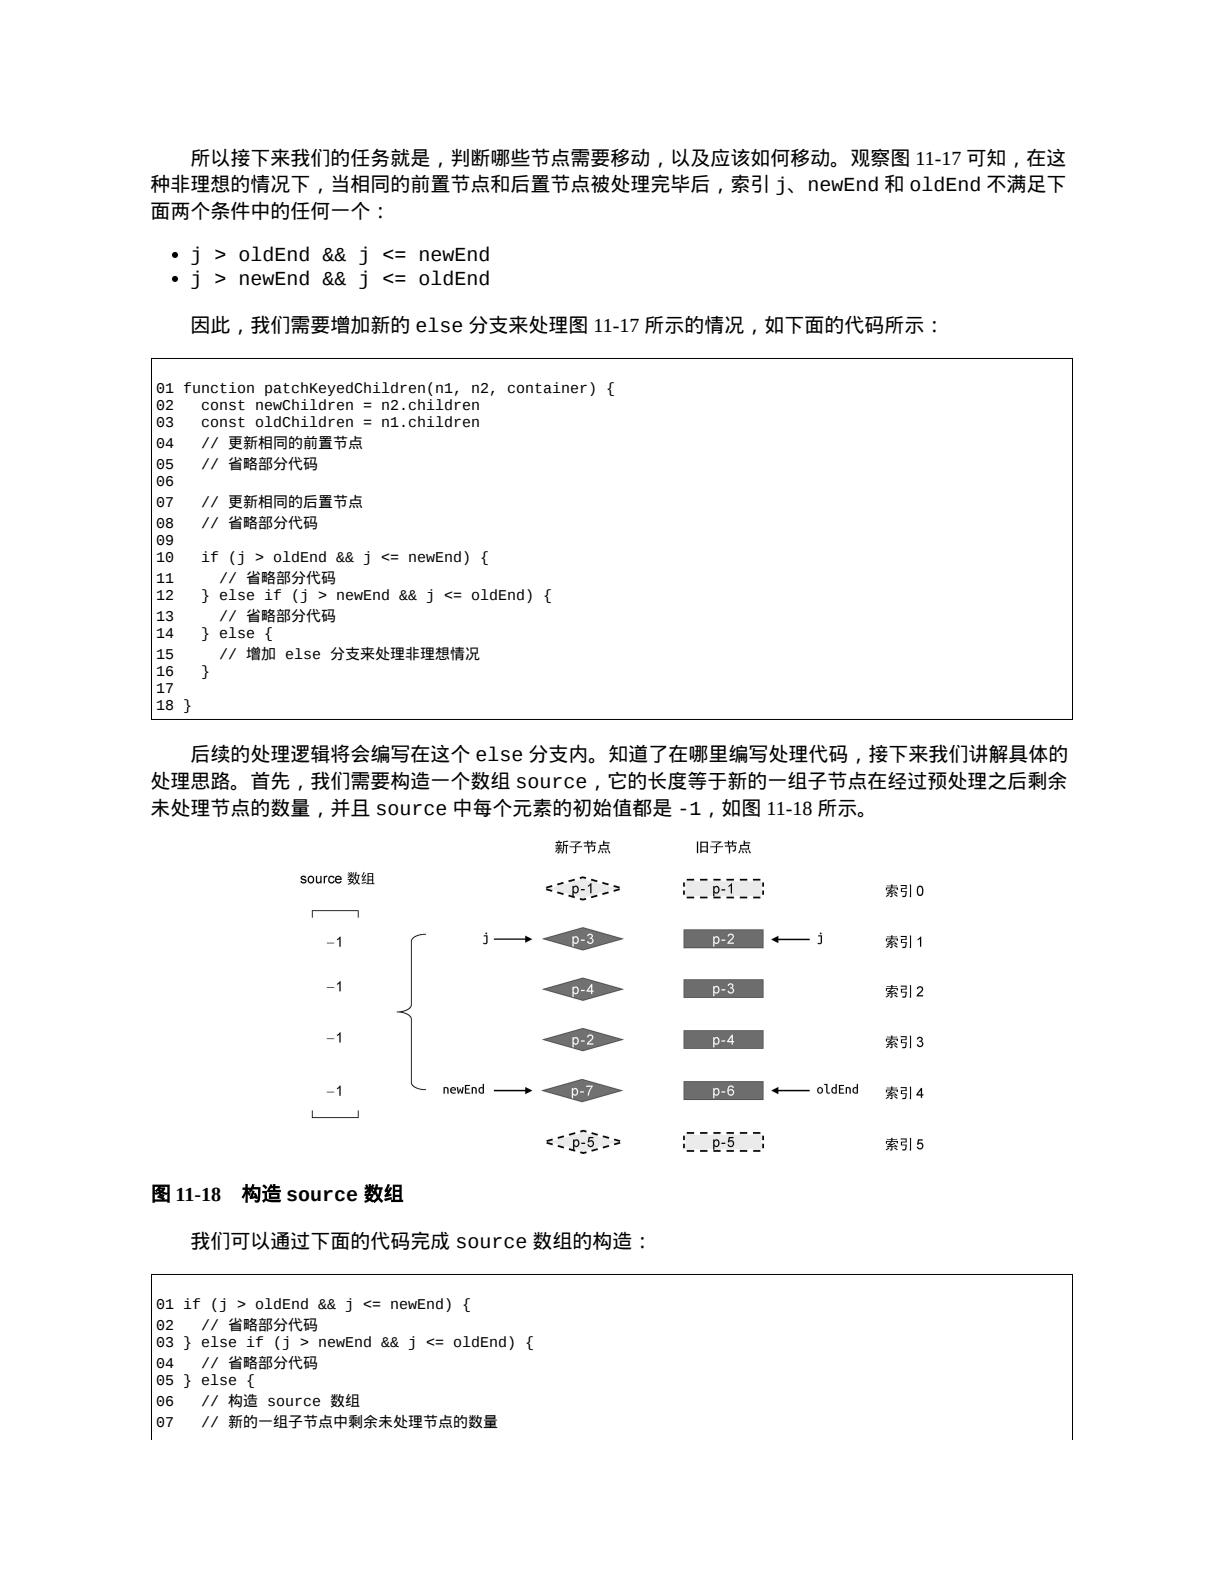 所以接下来我们的任务就是，判断哪些节点需要移动，以及应该如何移动。观察图 11-17 可知，在这
种非理想的情况下，当相同的前置节点和后置节点被处理完毕后，索引 j、newEnd 和 oldEnd 不满足下
面两个条件中的任何一个：
• j > oldEnd && j <= newEnd
• j > newEnd && j <= oldEnd
因此，我们需要增加新的 else 分支来处理图 11-17 所示的情况，如下面的代码所示：
01 function patchKeyedChildren(n1, n2, container) {
02   const newChildren = n2.children
03   const oldChildren = n1.children
04   // 更新相同的前置节点
05   // 省略部分代码
06
07   // 更新相同的后置节点
08   // 省略部分代码
09
10   if (j > oldEnd && j <= newEnd) {
11     // 省略部分代码
12   } else if (j > newEnd && j <= oldEnd) {
13     // 省略部分代码
14   } else {
15     // 增加 else 分支来处理非理想情况
16   }
17
18 }
后续的处理逻辑将会编写在这个 else 分支内。知道了在哪里编写处理代码，接下来我们讲解具体的
处理思路。首先，我们需要构造一个数组 source，它的长度等于新的一组子节点在经过预处理之后剩余
未处理节点的数量，并且 source 中每个元素的初始值都是 -1，如图 11-18 所示。
新子节点 旧子节点
source 数组
p-1 p-1 索引 0
−1 j p-3 p-2 j 索引 1
−1 p-4 p-3 索引 2
−1 p-2 p-4 索引 3
−1 newEnd p-7 p-6 oldEnd 索引 4
p-5 p-5 索引 5
图 11-18　构造 source 数组
我们可以通过下面的代码完成 source 数组的构造：
01 if (j > oldEnd && j <= newEnd) {
02   // 省略部分代码
03 } else if (j > newEnd && j <= oldEnd) {
04   // 省略部分代码
05 } else {
06   // 构造 source 数组
07   // 新的一组子节点中剩余未处理节点的数量